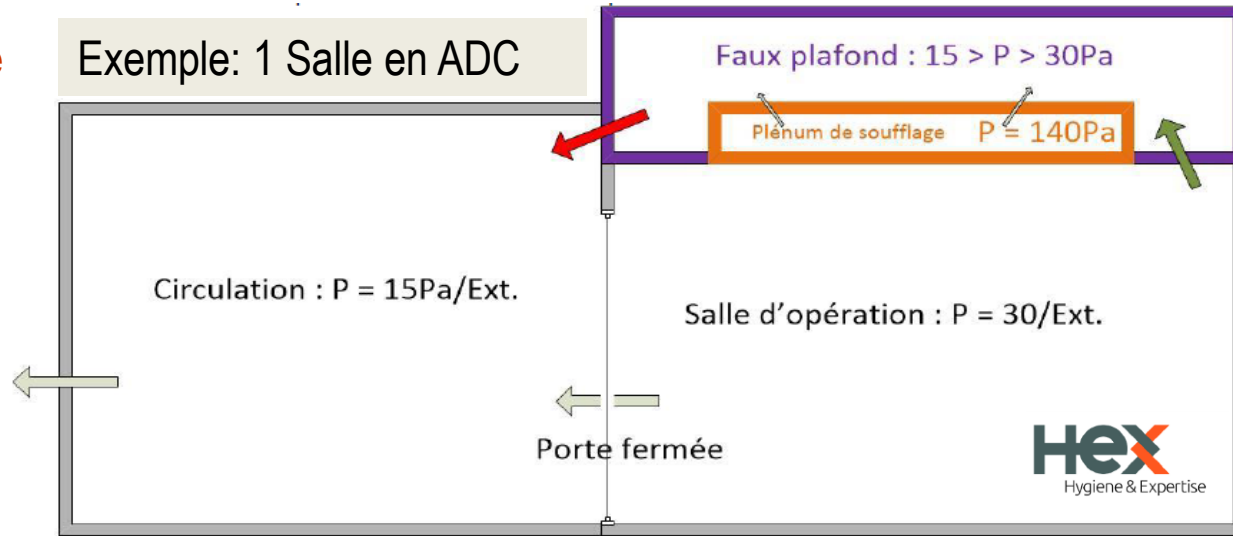 e
Exemple: 1 Salle en ADC
Faux plafond : 15 > P > 30Pa
Plénum de soufflage P = 140Pa
Circulation : P = 15Pa/Ext.
Salle d'opération : P = 30/Ext.
Porte fermée
Hex
Hygiene & Expertise